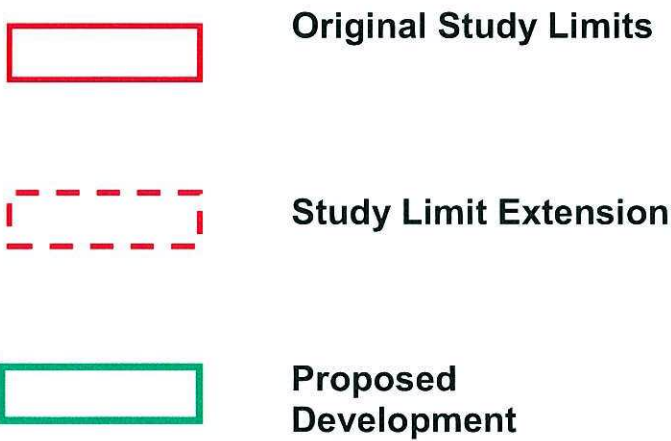 Original Study Limits
Study Limit Extension
Proposed
Development